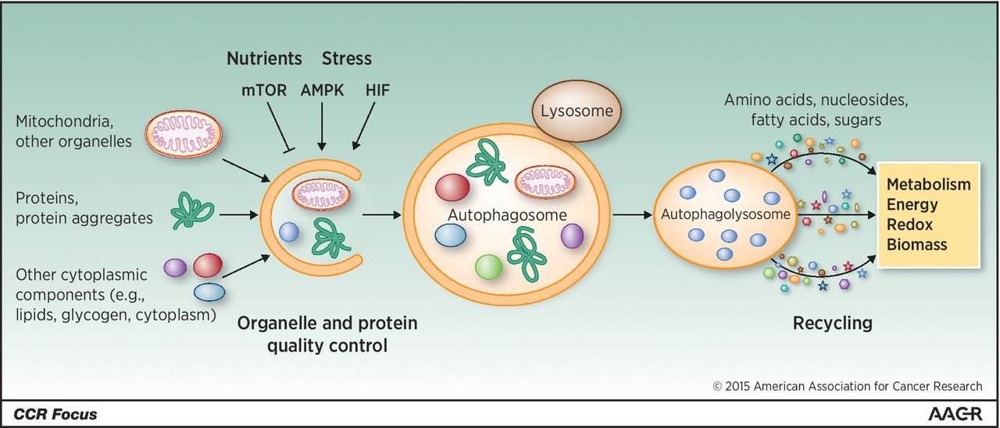 Nutrients Stress
mTOR AMPK HIF
Mitochondria,
other organelles
Proteins,
protein aggregates
Other cytoplasmic
components (e.g.,
lipids, glycogen, cytoplasm)
Organelle and protein
quality control
Lysosome
Autophagosome
Autophagolysosome
Amino acids, nucleosides,
fatty acids, sugars
Metabolism
Energy
Redox
Biomass
Recycling
© 2015 American Association for Cancer Research
CCR Focus
AACR